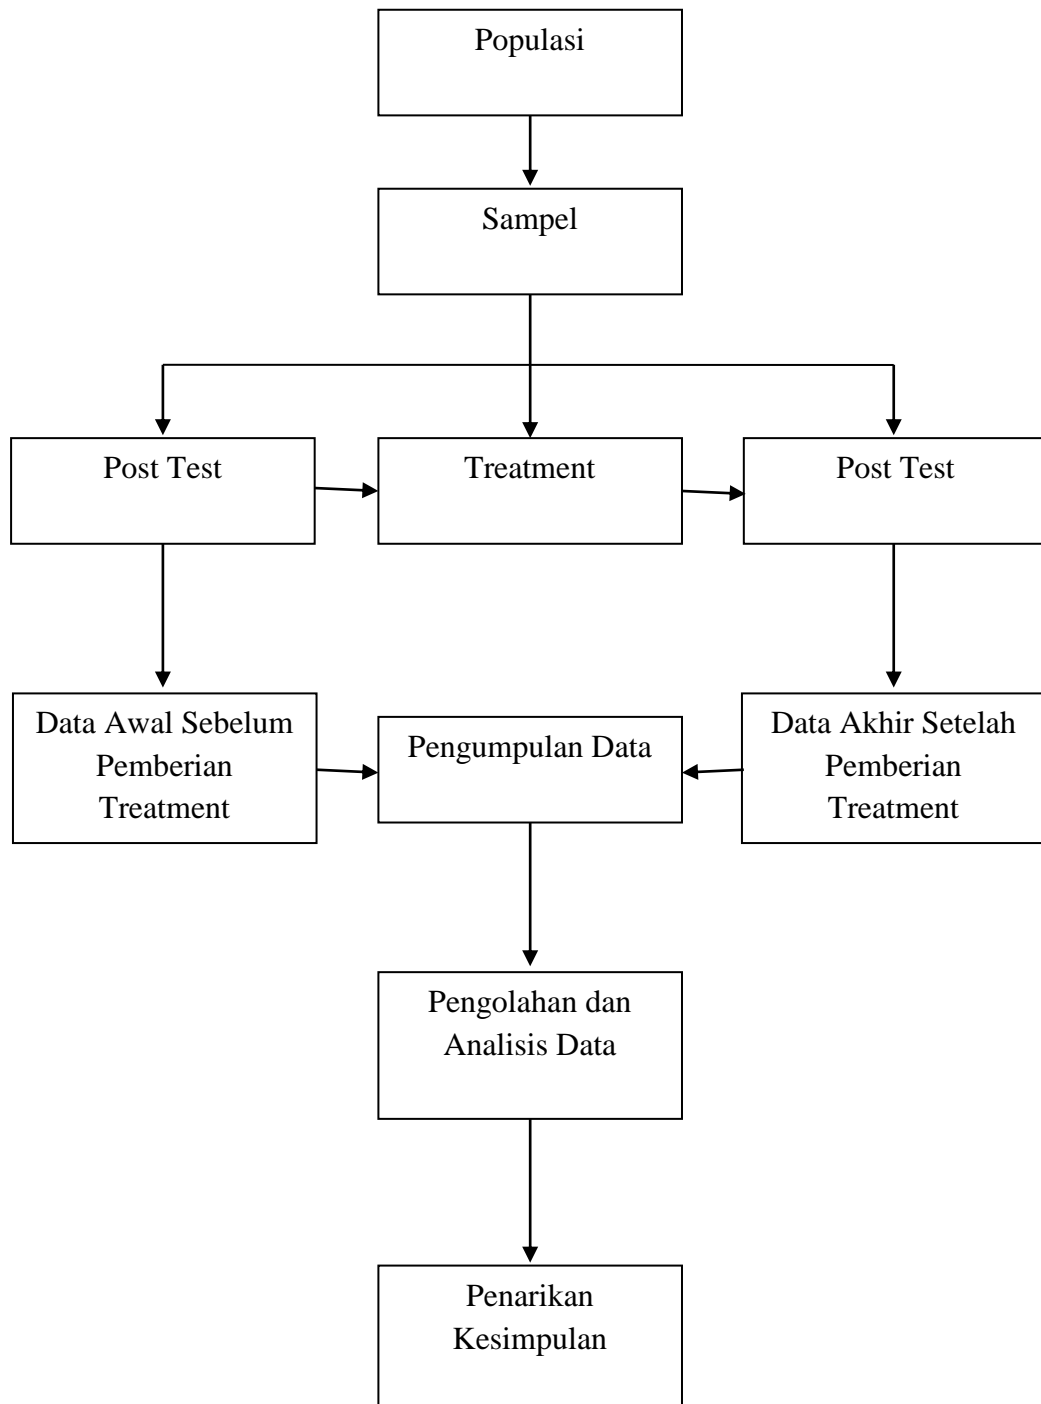 Populasi
Sampel
Post Test
Treatment
Post Test
Data Awal Sebelum
Pemberian
Treatment
Pengumpulan Data
Data Akhir Setelah
Pemberian
Treatment
Pengolahan dan
Analisis Data
Penarikan
Kesimpulan